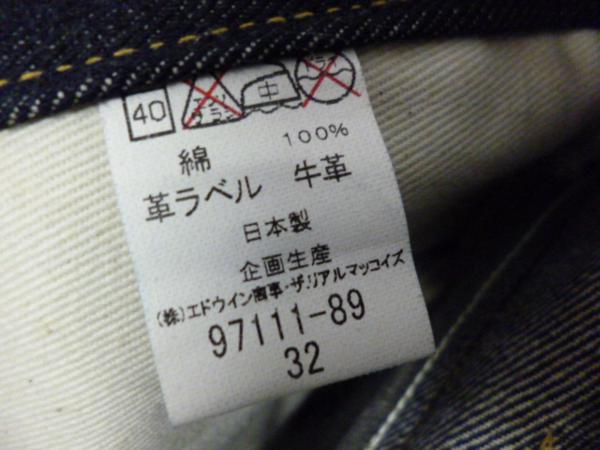 40 中
綿 100%
革ラベル 牛革
日本製
企画生産
(株)エドウイン商事・ザリアルマッコイズ
97111-89
32